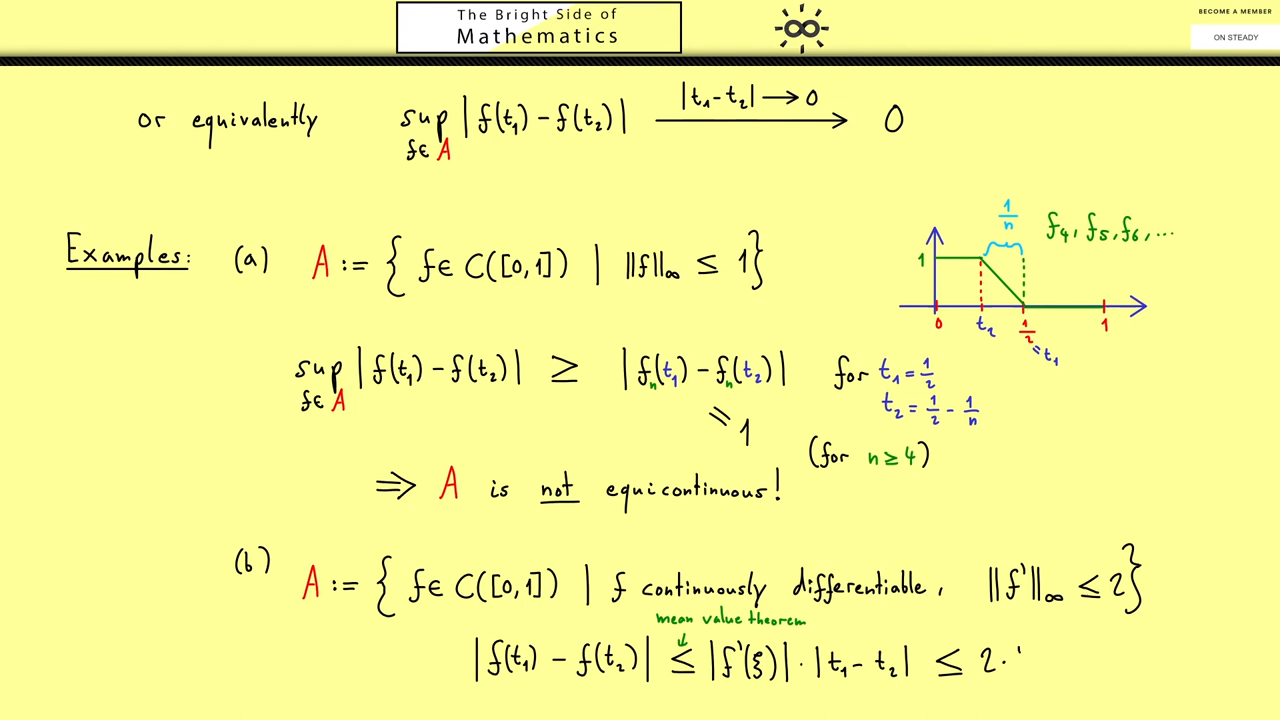 The Bright Side of
Mathematics
BECOME A MEMBER
ON STEADY
or equivalently sup |f(t₁) − f(t₂)| |t₁−t₂| → 0 ⟶ 0
f∈A
Examples: (a) A := { f∈ C([0,1]) | ‖f‖∞ ≤ 1}
1/n f₄, f₅, f₆, ...
1
0 t₂ 1/2 = t₁ 1
sup |f(t₁) − f(t₂)| ≥ |fₙ(t₁) − fₙ(t₂)| for t₁ = 1/2
f∈A t₂ = 1/2 − 1/n
= 1 (for n ≥ 4)
⇒ A is not equicontinuous!
(b) A := { f∈ C([0,1]) | f continuously differentiable, ‖f'‖∞ ≤ 2}
mean value theorem
|f(t₁) − f(t₂)| ≤ |f'(ξ)| · |t₁ − t₂| ≤ 2 ·